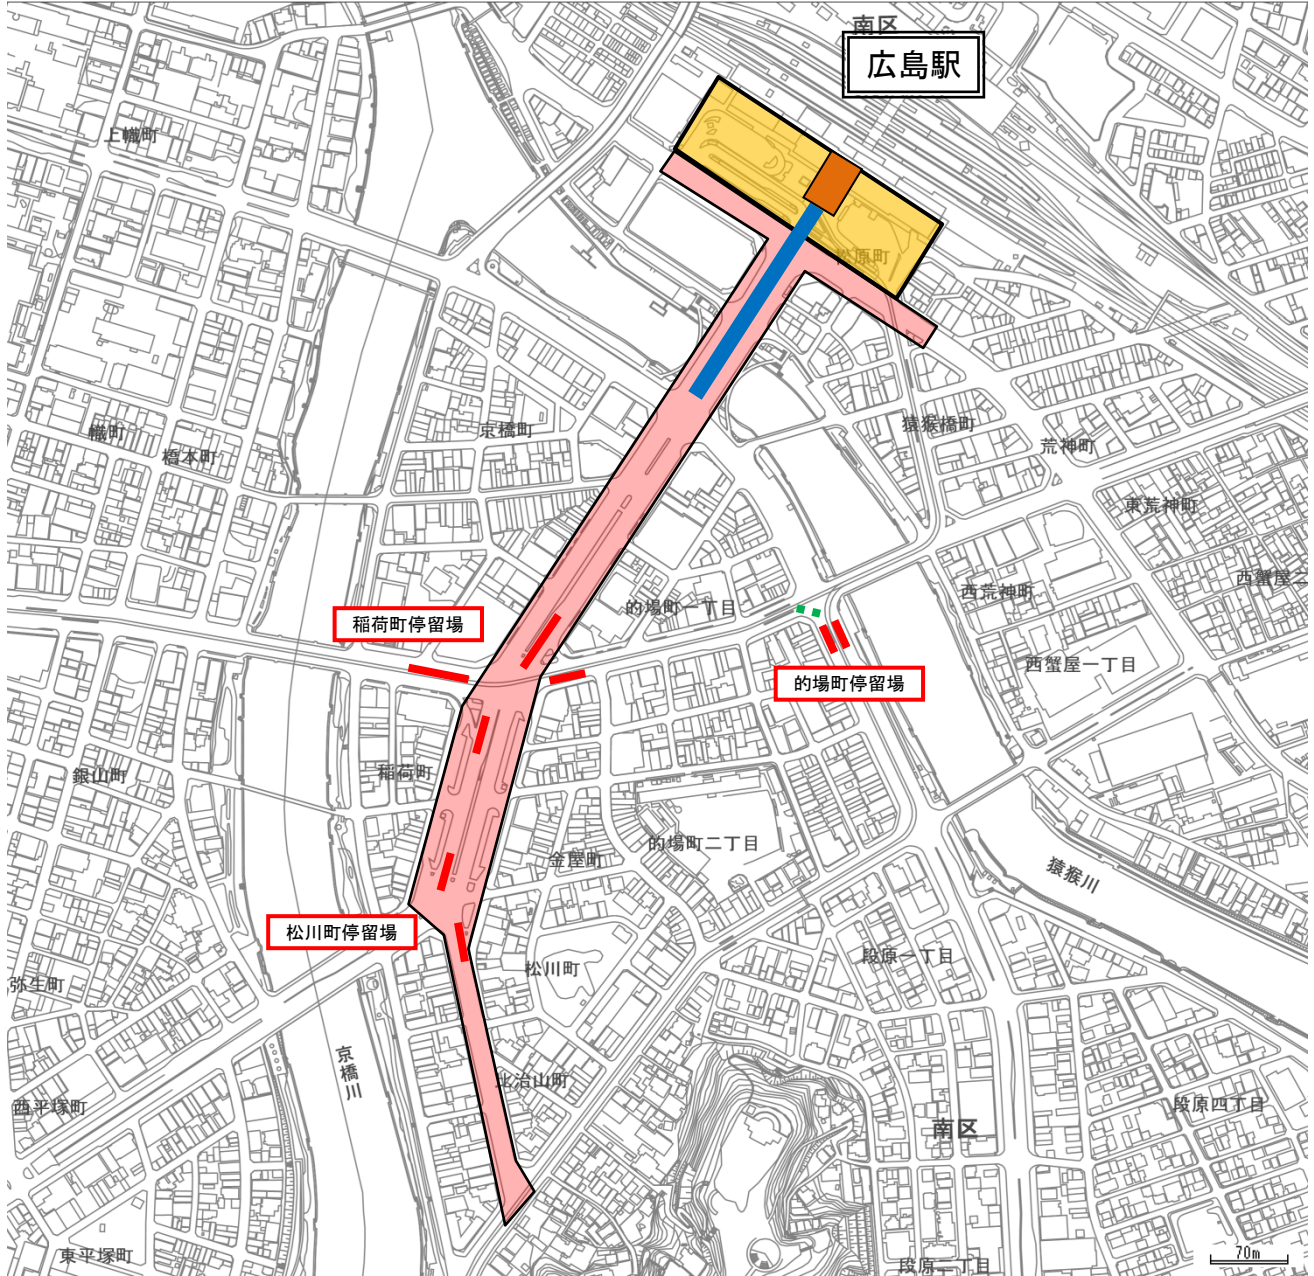 南区
広島駅
上幟町
松原町
幟町
橋本町
京橋町
猿猴橋町
荒神町
東荒神町
西蟹屋二
西荒神町
的場町一丁目
稲荷町停留場
西蟹屋一丁目
的場町停留場
銀山町
稲荷町
的場町二丁目
金屋町
猿猴川
松川町停留場
段原一丁目
松川町
弥生町
京橋川
比治山町
西平塚町
段原四丁目
南区
東平塚町
段原二丁目
70m